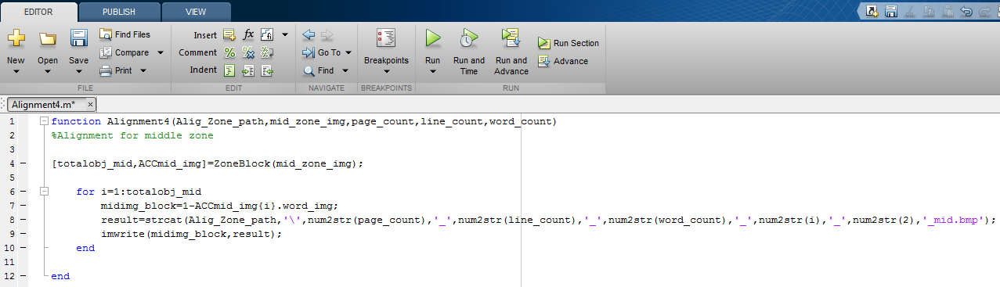 EDITOR PUBLISH VIEW
New Open Save Find Files Compare Print
FILE
Insert fx fi
Comment
Indent
EDIT
Go To Find
NAVIGATE
Breakpoints
BREAKPOINTS
Run Run and Time Run and Advance Run Section Advance
RUN
Alignment4.m* ×
1 function Alignment4(Alig_Zone_path,mid_zone_img,page_count,line_count,word_count)
2 %Alignment for middle zone
3
4 [totalobj_mid,ACCmid_img]=ZoneBlock(mid_zone_img);
5
6 for i=1:totalobj_mid
7 midimg_block=1-ACCmid_img{i}.word_img;
8 result=strcat(Alig_Zone_path,'\',num2str(page_count),'_',num2str(line_count),'_',num2str(word_count),'_',num2str(i),'_',num2str(2),'_mid.bmp');
9 imwrite(midimg_block,result);
10 end
11
12 end